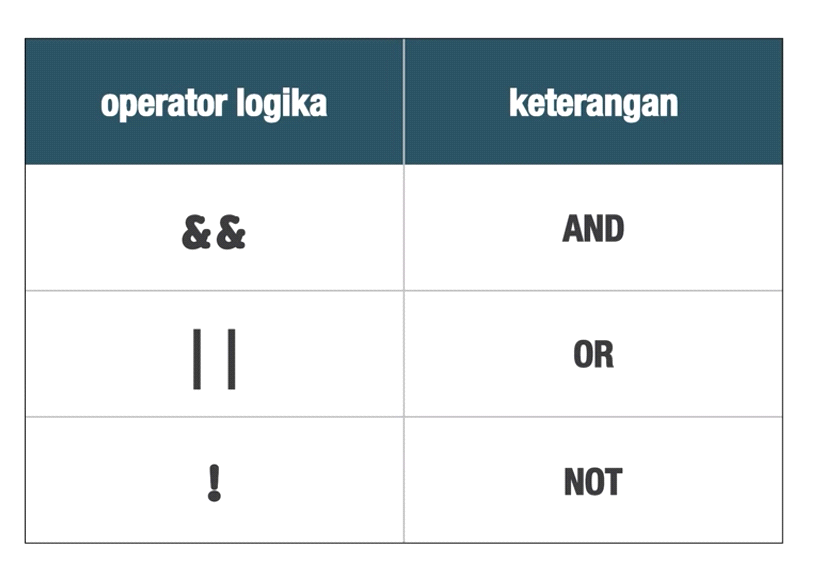 operator logika keterangan
&& AND
|| OR
! NOT